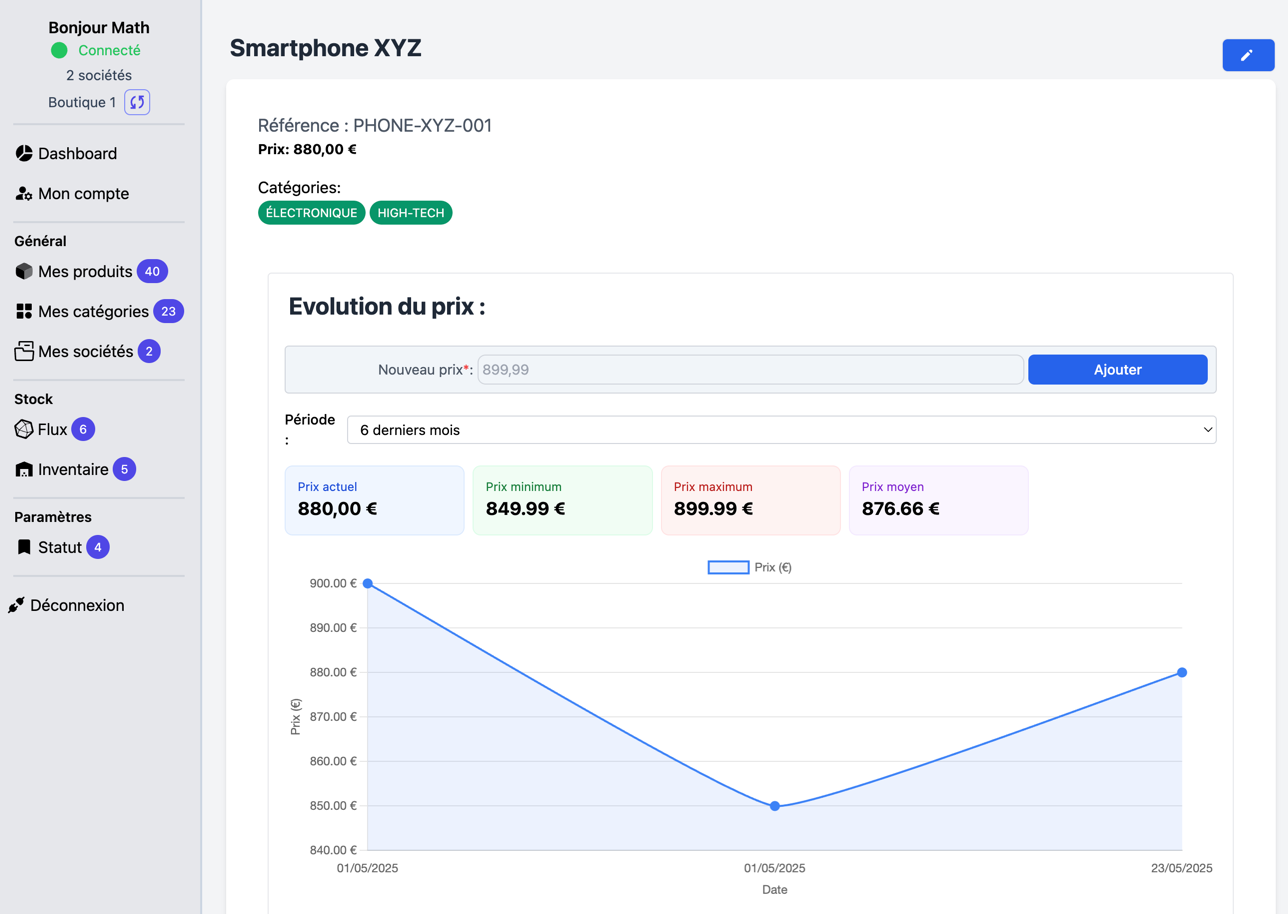 Bonjour Math
Connecté
2 sociétés
Boutique 1
Dashboard
Mon compte
Général
Mes produits 40
Mes catégories 23
Mes sociétés 2
Stock
Flux 6
Inventaire 5
Paramètres
Statut 4
Déconnexion
Smartphone XYZ
Référence : PHONE-XYZ-001
Prix: 880,00 €
Catégories:
ÉLECTRONIQUE HIGH-TECH
Evolution du prix :
Nouveau prix*: 899,99 Ajouter
Période
:
6 derniers mois
Prix actuel
880,00 €
Prix minimum
849.99 €
Prix maximum
899.99 €
Prix moyen
876.66 €
Prix (€)
900.00 €
890.00 €
880.00 €
870.00 €
860.00 €
850.00 €
840.00 €
Prix (€)
01/05/2025 01/05/2025 23/05/2025
Date